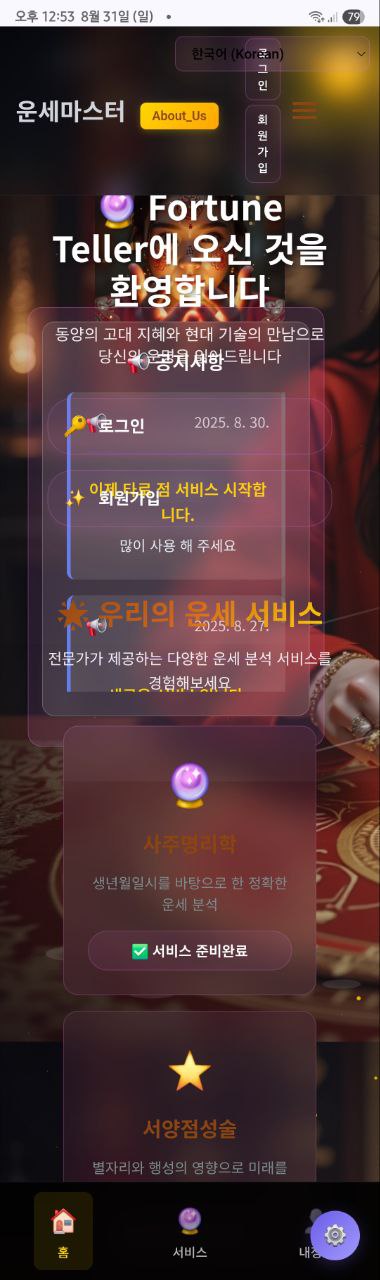 오후 12:53 8월 31일 (일)
79
한국어 (Korean)
로그인
운세마스터
About_Us
회원가입
Fortune
Teller에 오신 것을
환영합니다
동양의 고대 지혜와 현대 기술의 만남으로
당신의 운명을 읽어드립니다
공지사항
로그인
2025. 8. 30.
이제 타로 점 서비스 시작합
니다.
회원가입
많이 사용 해 주세요
우리의 운세 서비스
2025. 8. 27.
전문가가 제공하는 다양한 운세 분석 서비스를
경험해보세요
사주명리학
생년월일시를 바탕으로 한 정확한
운세 분석
서비스 준비완료
서양점성술
별자리와 행성의 영향으로 미래를
홈
서비스